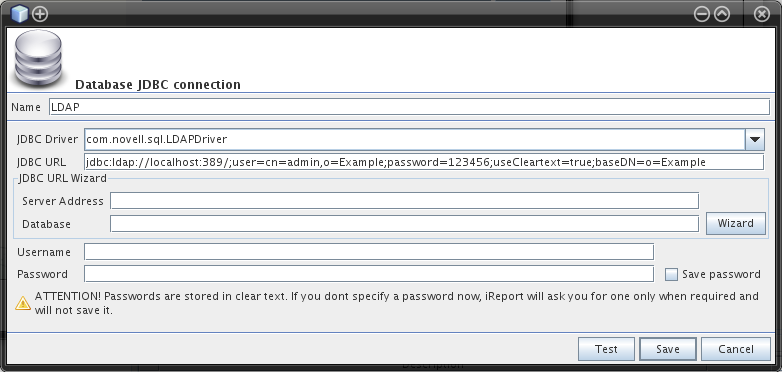 Database JDBC connection
Name LDAP
JDBC Driver com.novell.sql.LDAPDriver
JDBC URL jdbc:ldap://localhost:389/;user=cn=admin,o=Example;password=123456;useCleartext=true;baseDN=o=Example
JDBC URL Wizard
Server Address
Database Wizard
Username
Password Save password
ATTENTION! Passwords are stored in clear text. If you dont specify a password now, iReport will ask you for one only when required and
will not save it.
Test Save Cancel
Description